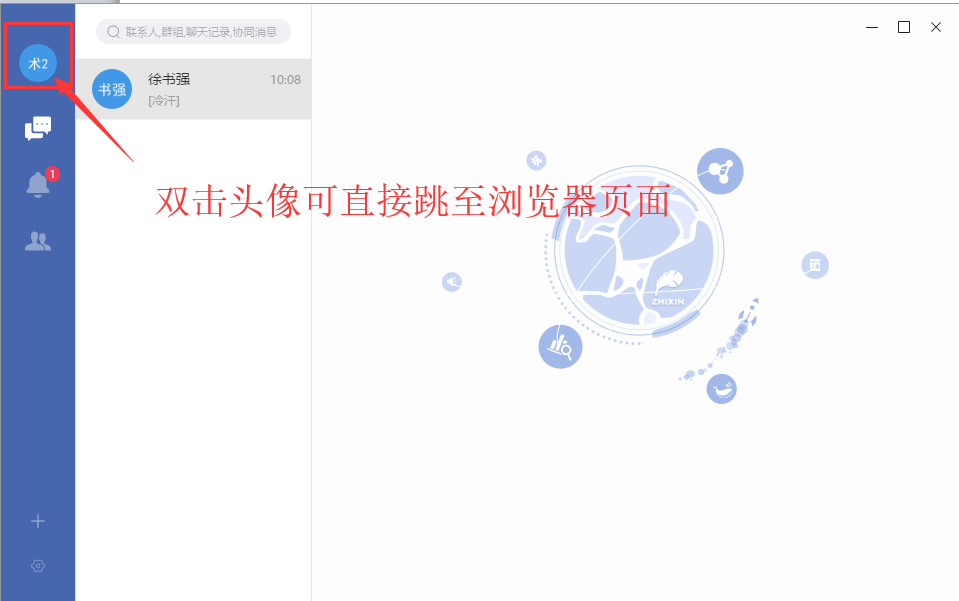 联系人,群组,聊天记录,协同消息
术2
书强
徐书强
10:08
[冷汗]
1
双击头像可直接跳至浏览器页面
ZHIXIN